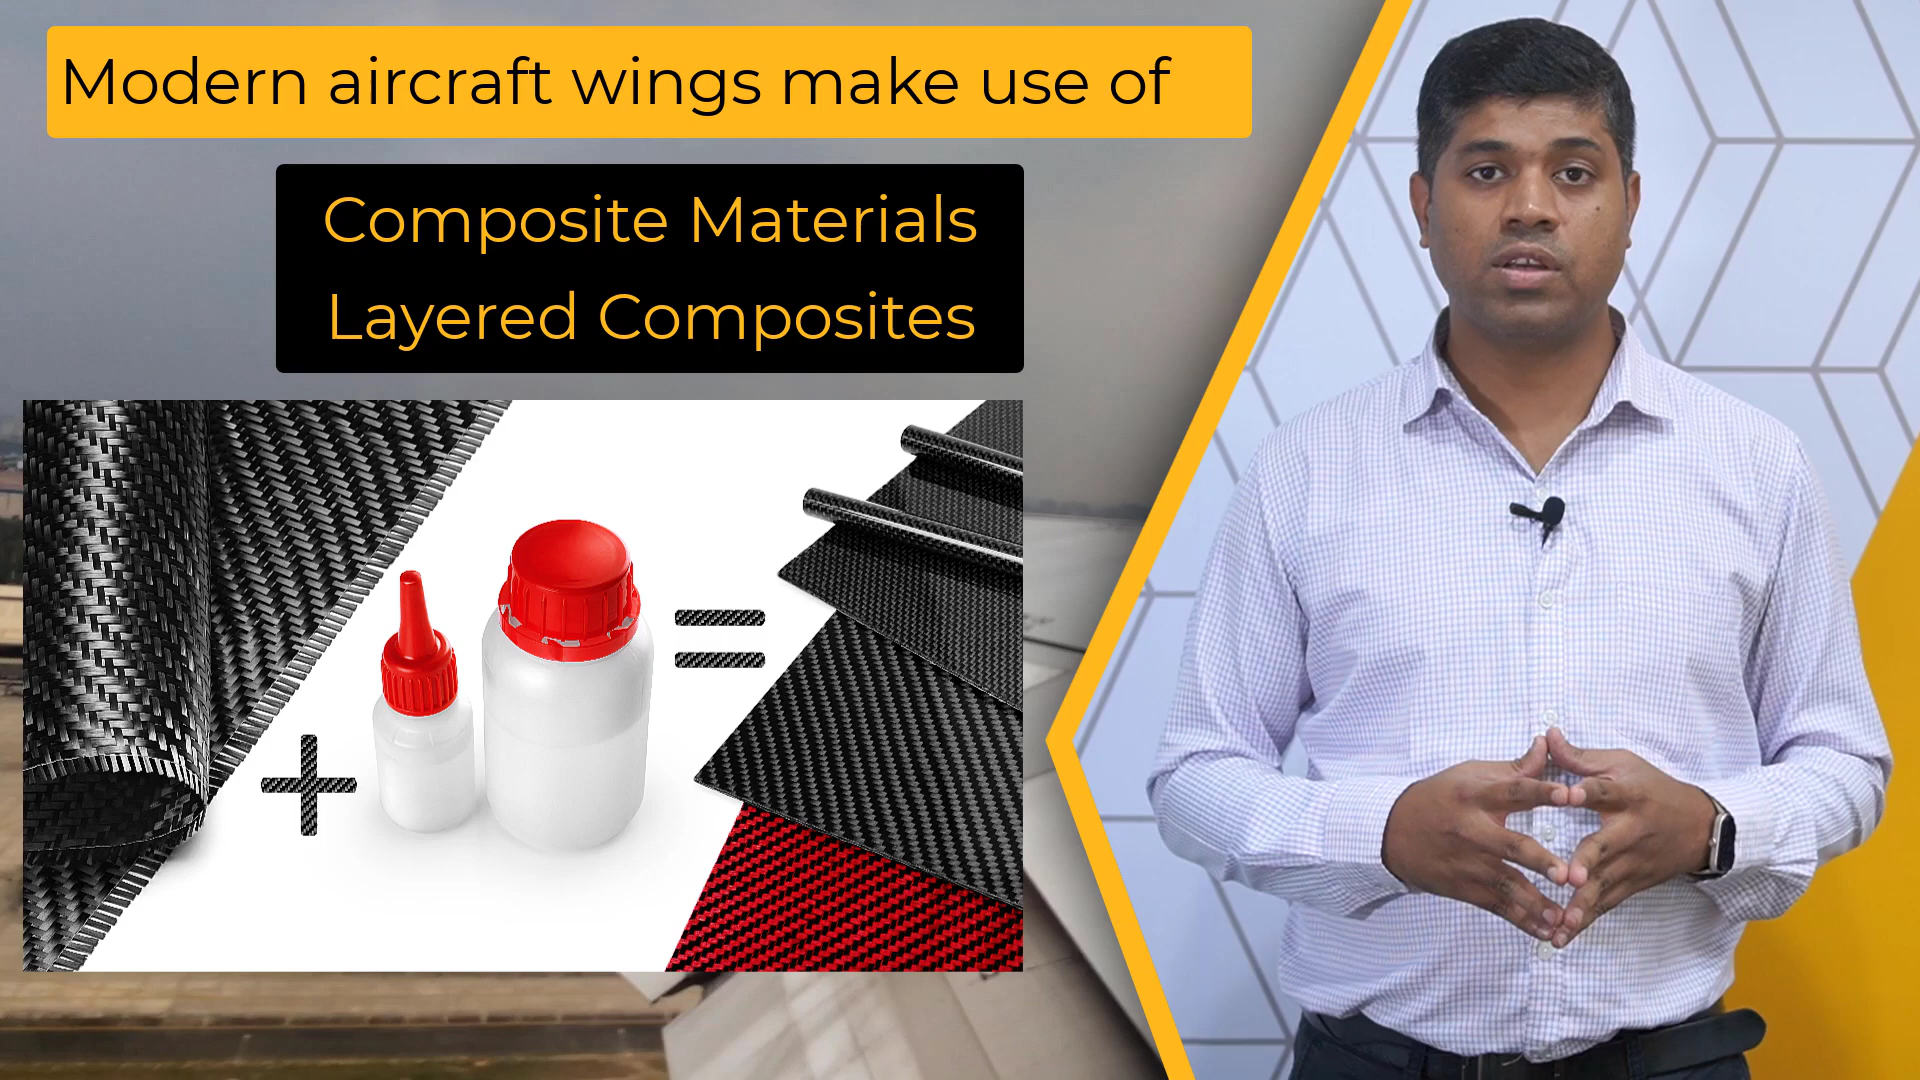 Modern aircraft wings make use of
Composite Materials
Layered Composites